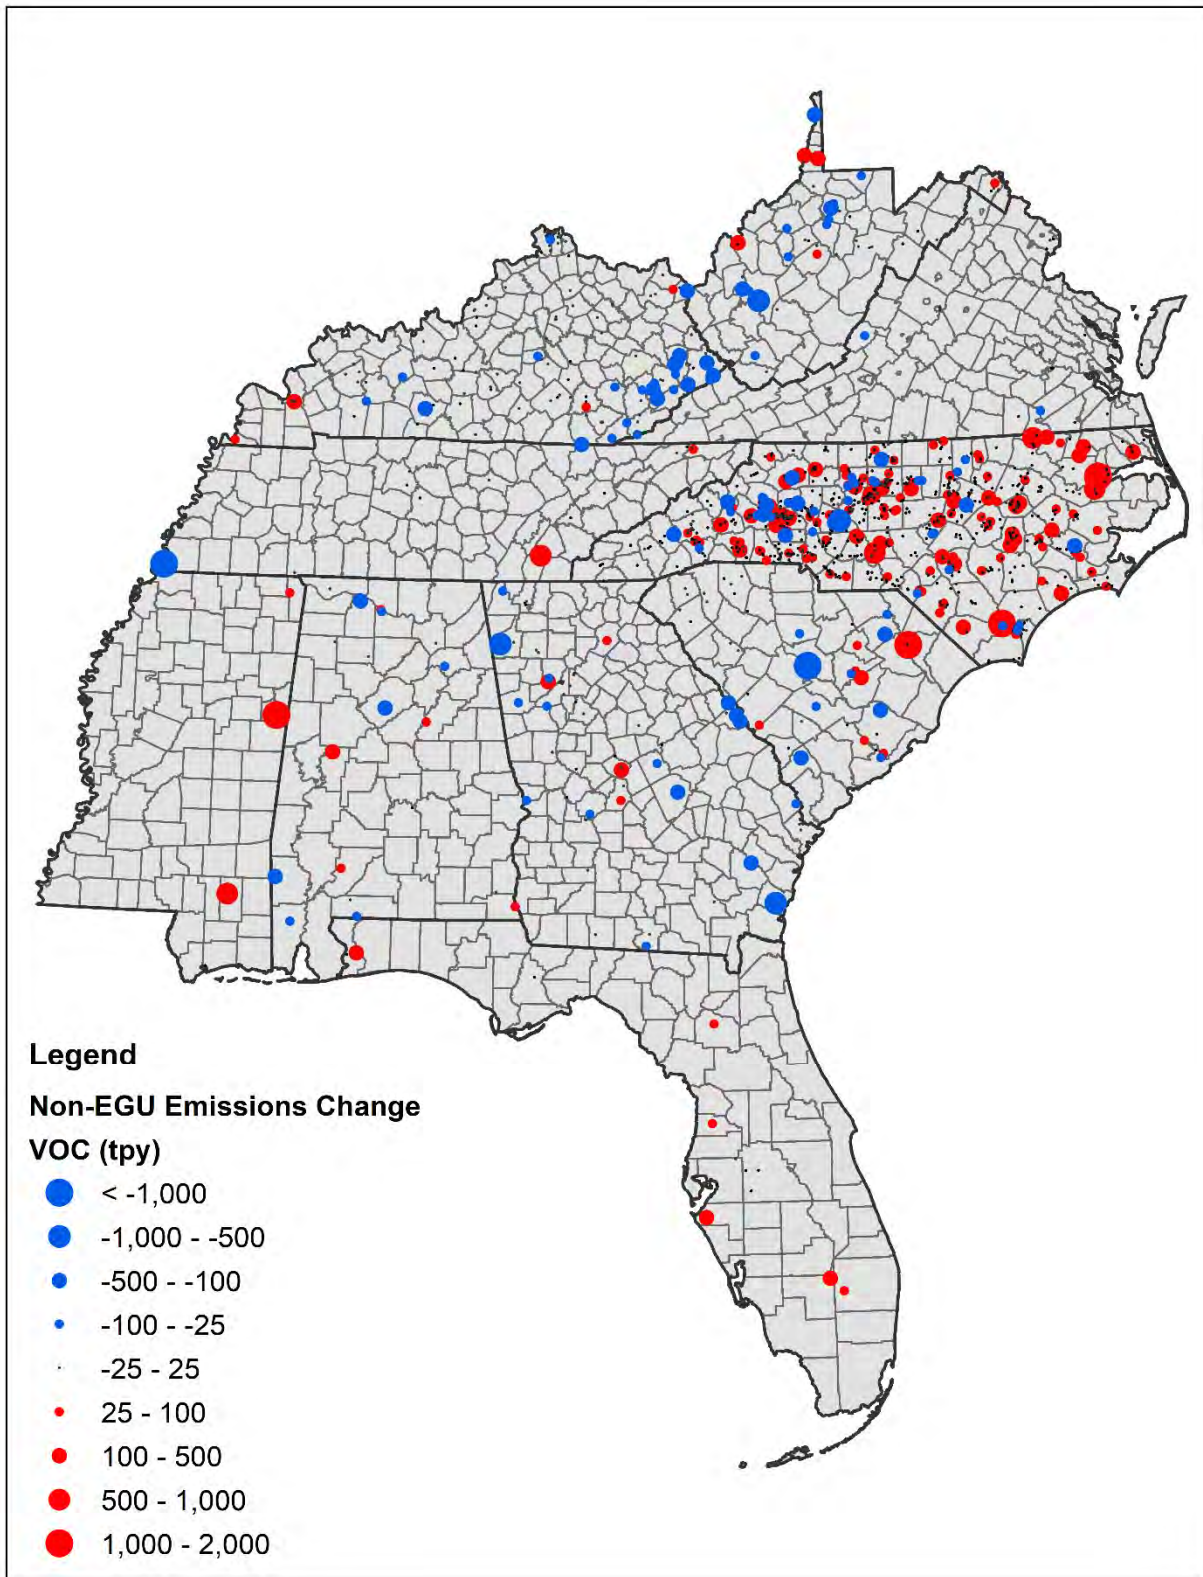 Legend
Non-EGU Emissions Change
VOC (tpy)
< -1,000
-1,000 - -500
-500 - -100
-100 - -25
-25 - 25
25 - 100
100 - 500
500 - 1,000
1,000 - 2,000